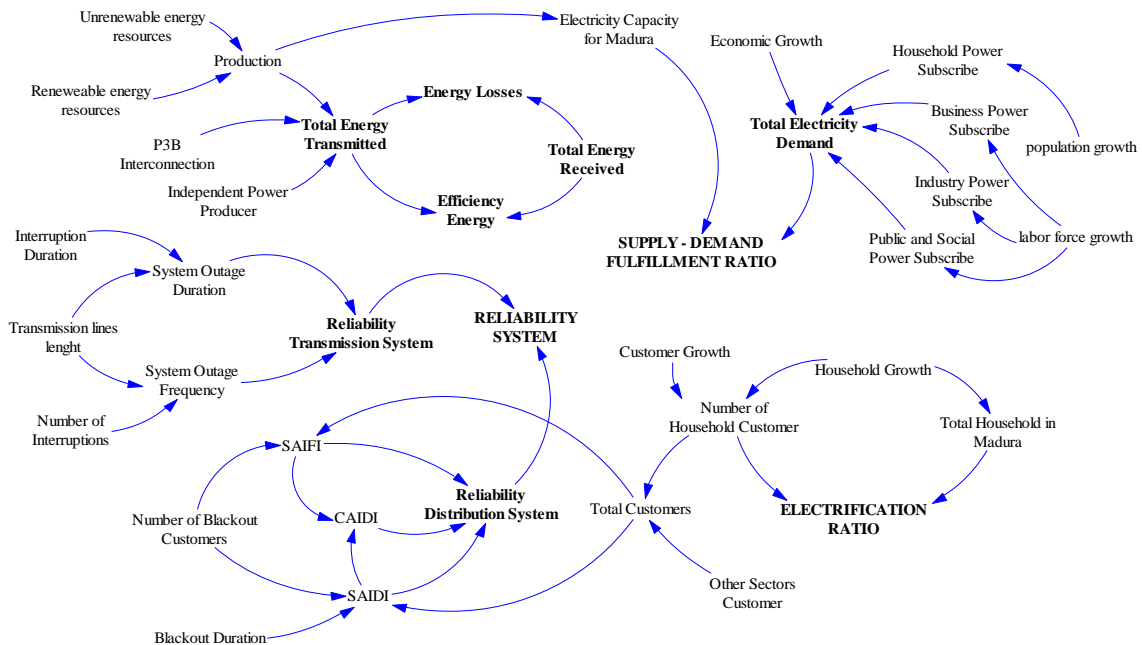 Unrenewable energy
resources
Production
Reneweable energy
resources
P3B
Interconnection
Independent Power
Producer
Total Energy
Transmitted
Energy Losses
Total Energy
Received
Efficiency
Energy
Electricity Capacity
for Madura
Economic Growth
Household Power
Subscribe
Business Power
Subscribe
population growth
Total Electricity
Demand
Industry Power
Subscribe
Public and Social
Power Subscribe
labor force growth
SUPPLY - DEMAND
FULFILLMENT RATIO
Interruption
Duration
System Outage
Duration
Transmission lines
lenght
System Outage
Frequency
Number of
Interruptions
Reliability
Transmission System
RELIABILITY
SYSTEM
SAIFI
CAIDI
SAIDI
Number of Blackout
Customers
Blackout Duration
Reliability
Distribution System
Customer Growth
Household Growth
Number of
Household Customer
Total Household in
Madura
Total Customers
ELECTRIFICATION
RATIO
Other Sectors
Customer